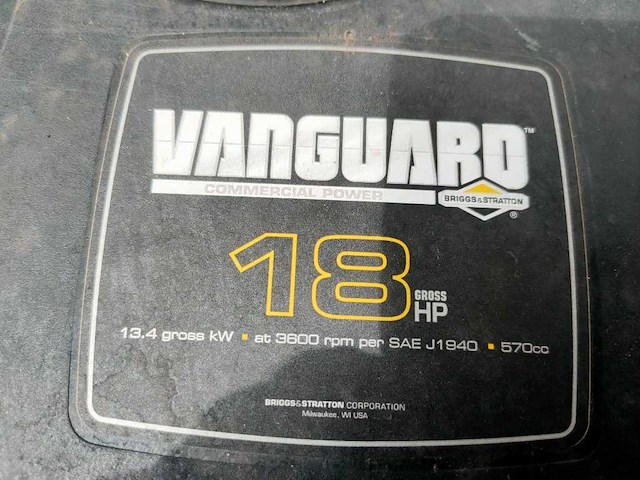 VANGUARD™
COMMERCIAL POWER
BRIGGS&STRATTON
®
18 GROSS HP
13.4 gross kW ▪ at 3600 rpm per SAE J1940 ▪ 570cc
BRIGGS&STRATTON CORPORATION
Milwaukee, WI USA